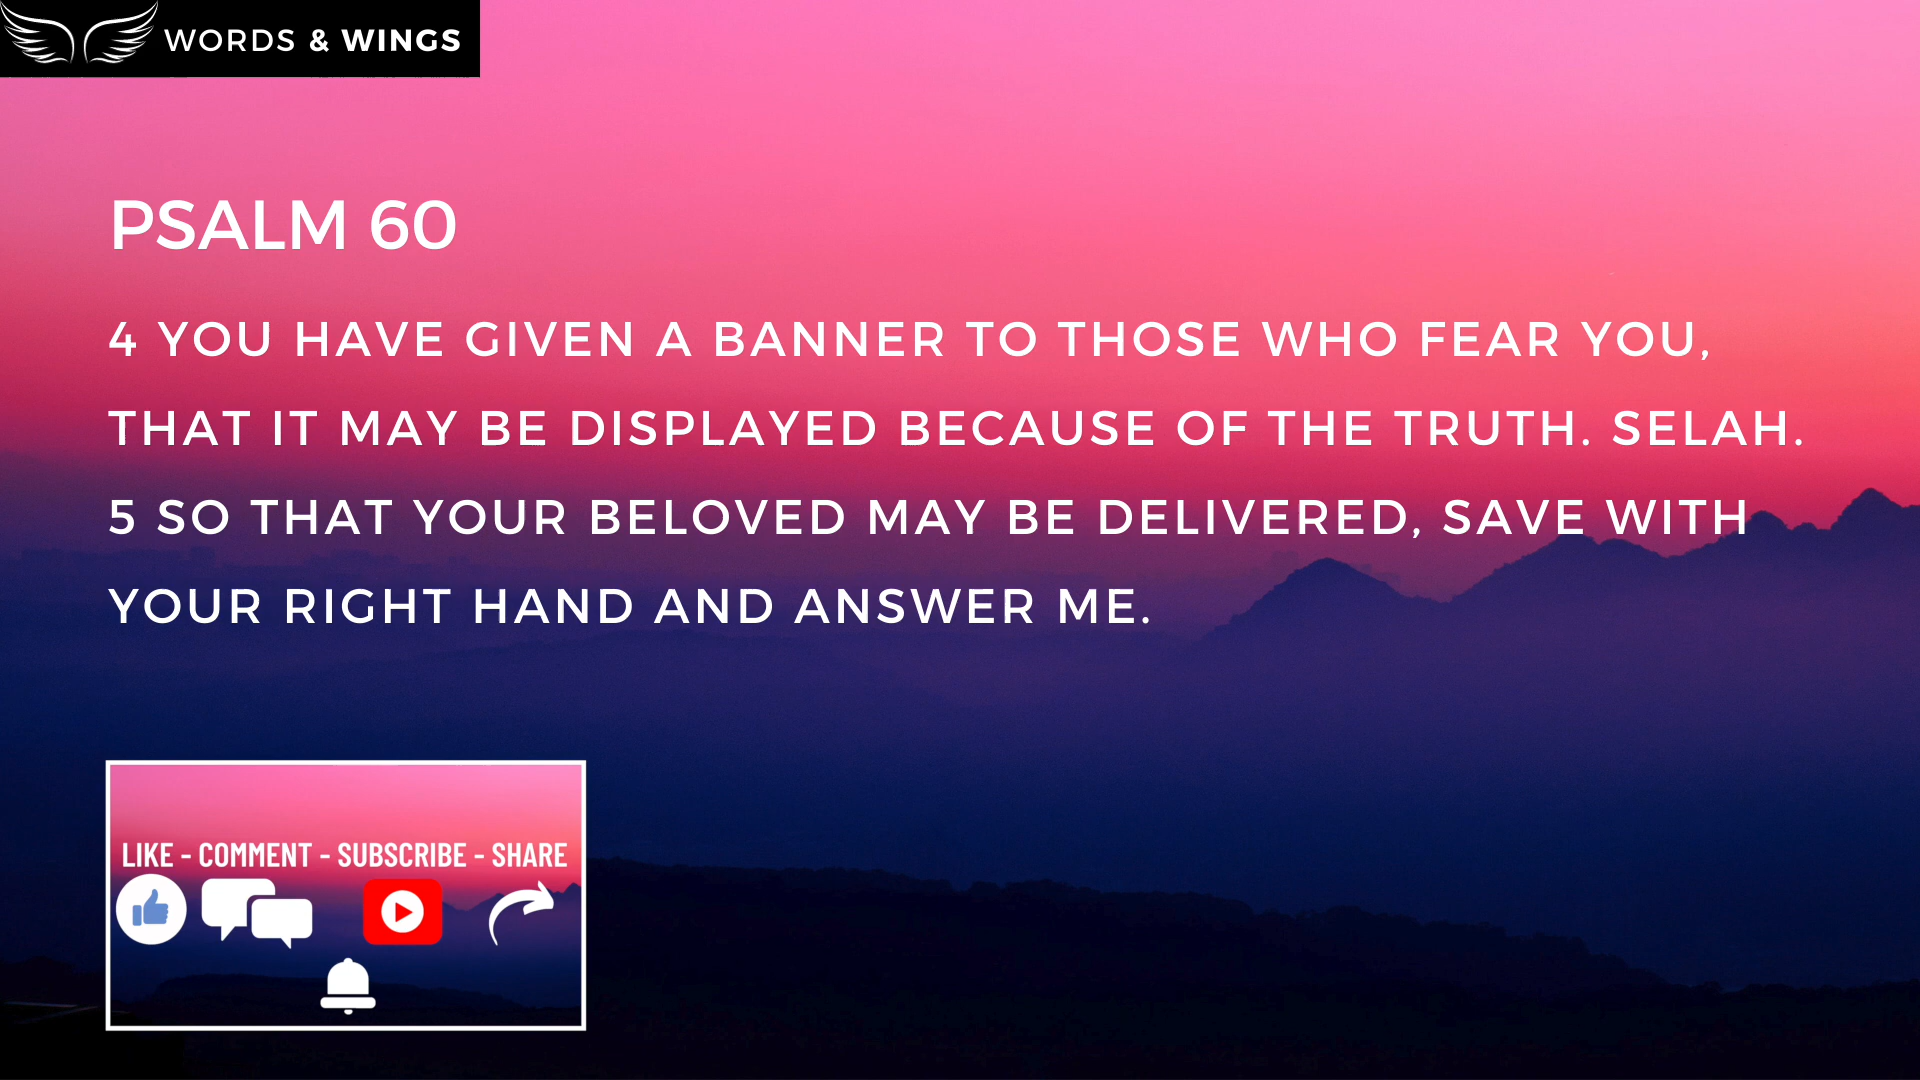 WORDS & WINGS
PSALM 60
4 YOU HAVE GIVEN A BANNER TO THOSE WHO FEAR YOU,
THAT IT MAY BE DISPLAYED BECAUSE OF THE TRUTH. SELAH.
5 SO THAT YOUR BELOVED MAY BE DELIVERED, SAVE WITH
YOUR RIGHT HAND AND ANSWER ME.
LIKE - COMMENT - SUBSCRIBE - SHARE